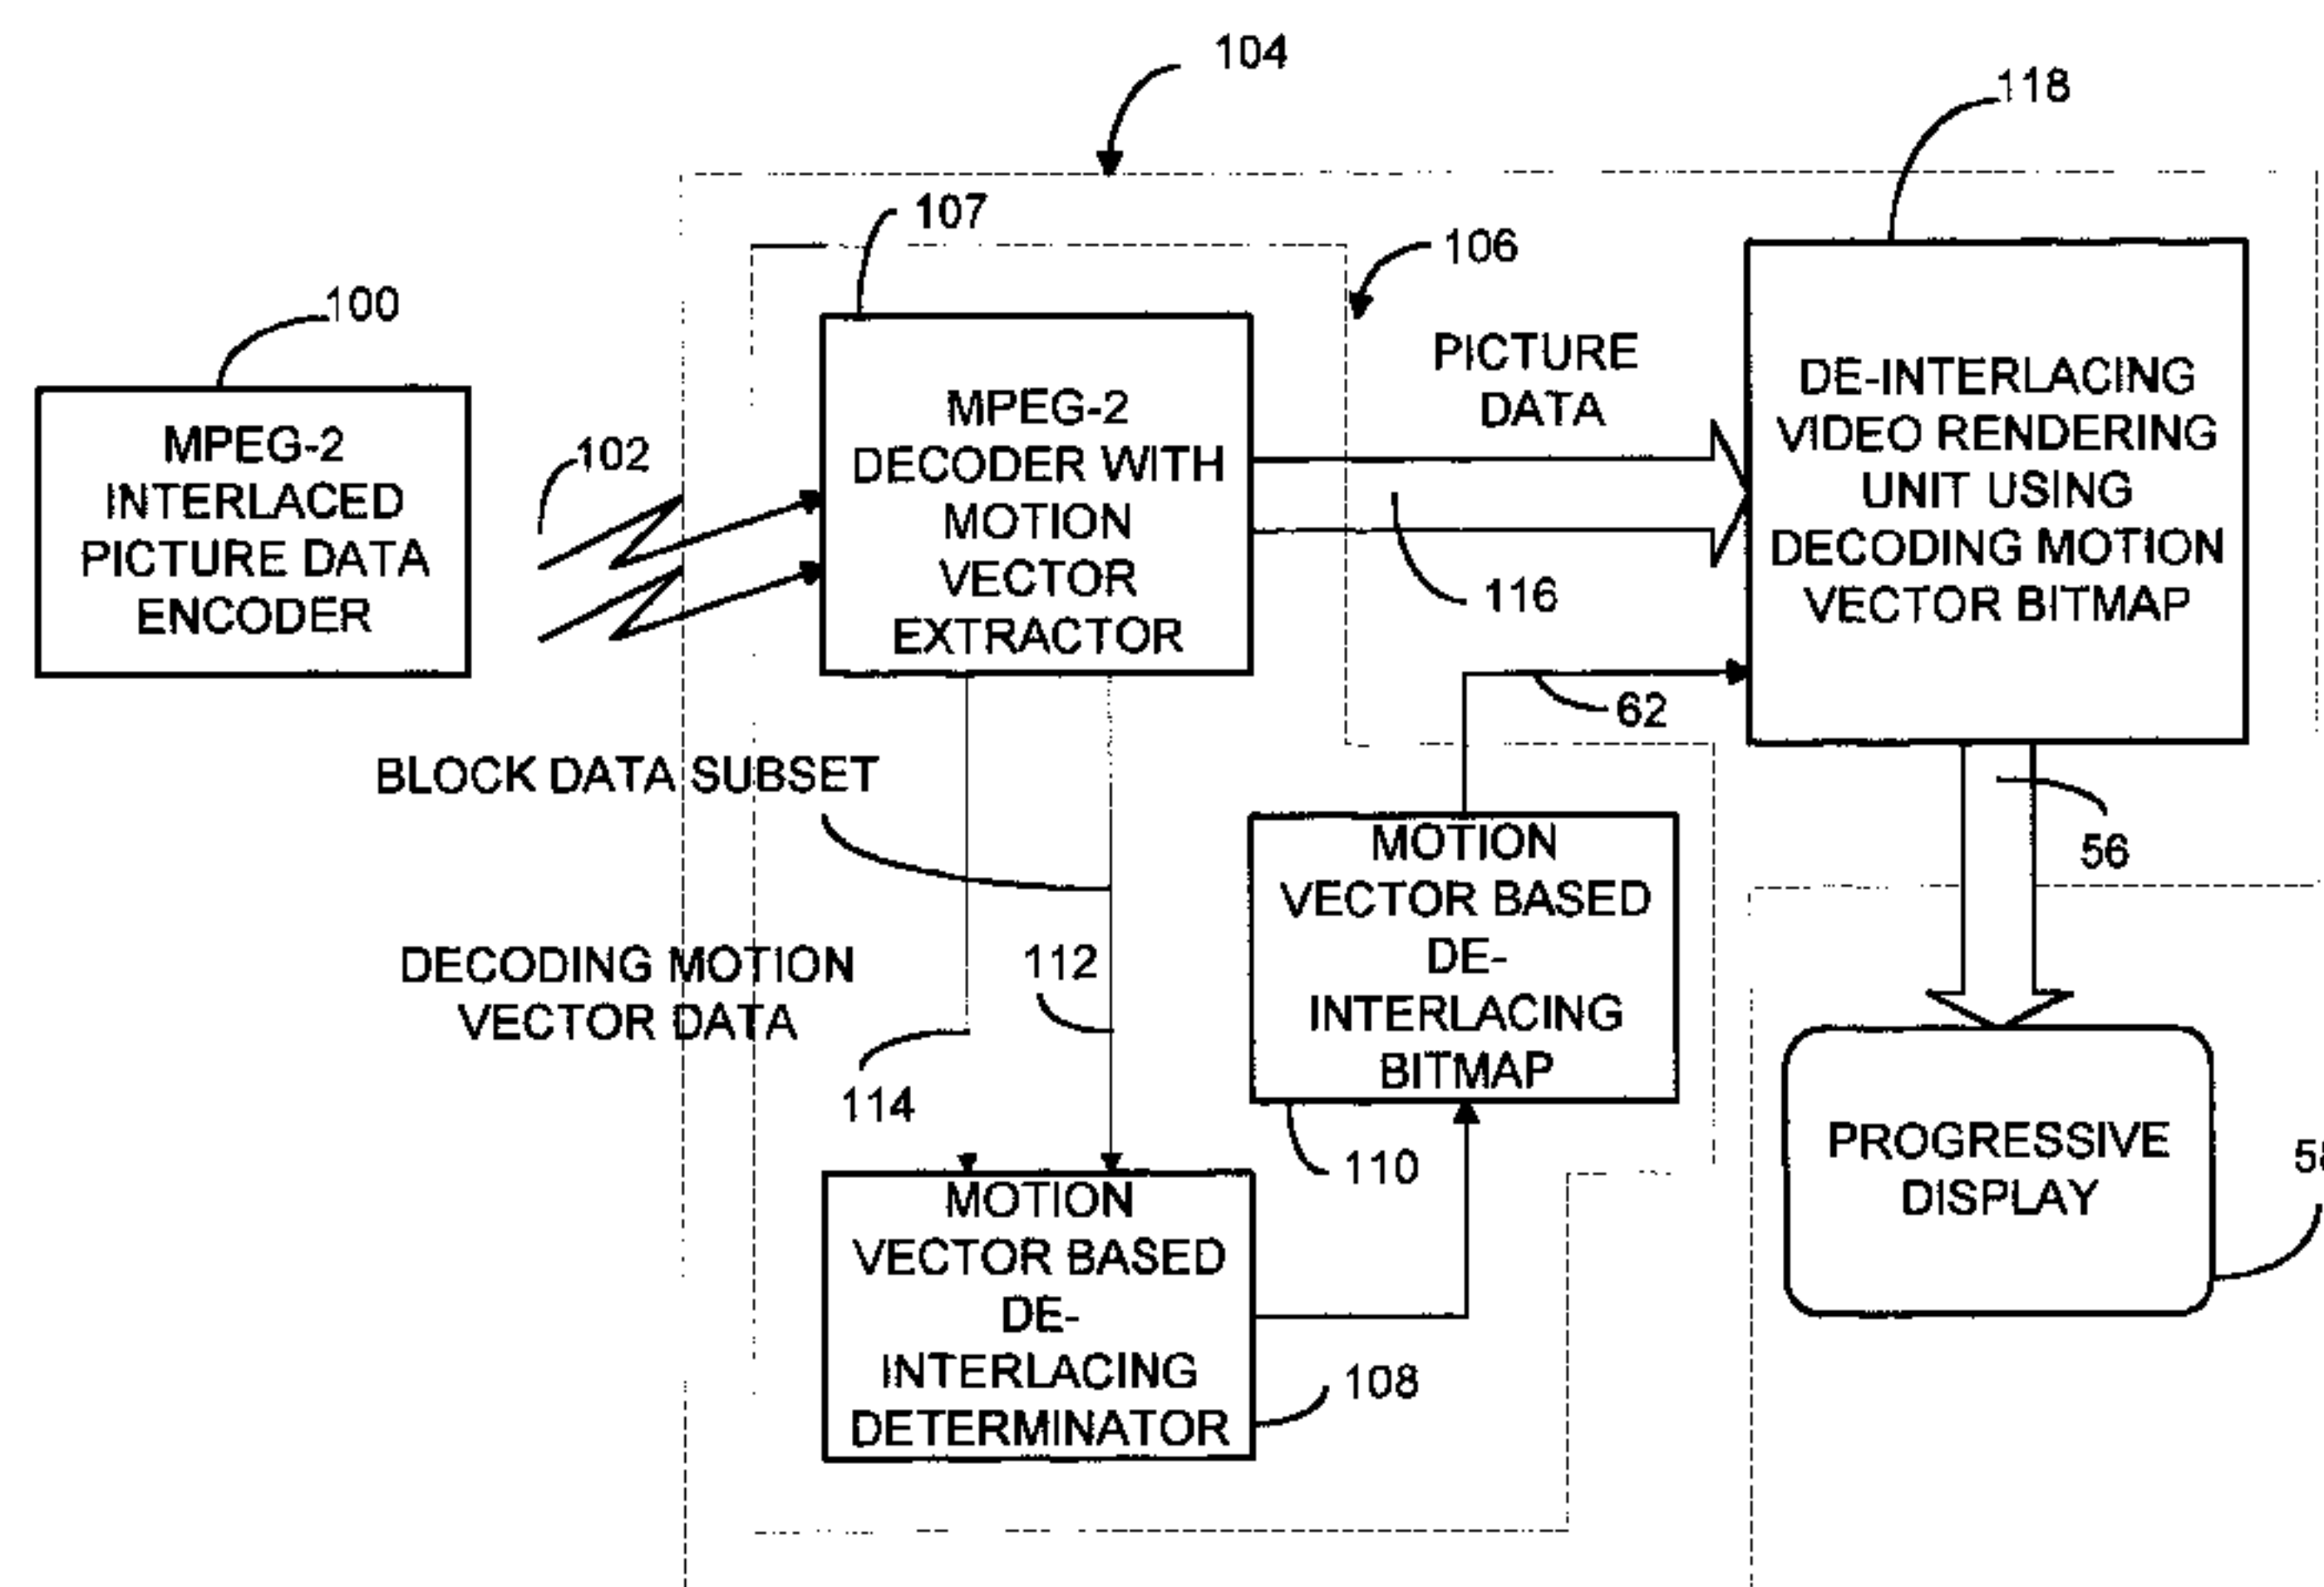 104
118
107
106
100
MPEG-2
INTERLACED
PICTURE DATA
ENCODER
102
MPEG-2
DECODER WITH
MOTION
VECTOR
EXTRACTOR
PICTURE
DATA
116
DE-INTERLACING
VIDEO RENDERING
UNIT USING
DECODING MOTION
VECTOR BITMAP
62
BLOCK DATA SUBSET
56
DECODING MOTION
VECTOR DATA
112
114
MOTION
VECTOR BASED
DE-
INTERLACING
BITMAP
110
PROGRESSIVE
DISPLAY
MOTION
VECTOR BASED
DE-
INTERLACING
DETERMINATOR
108